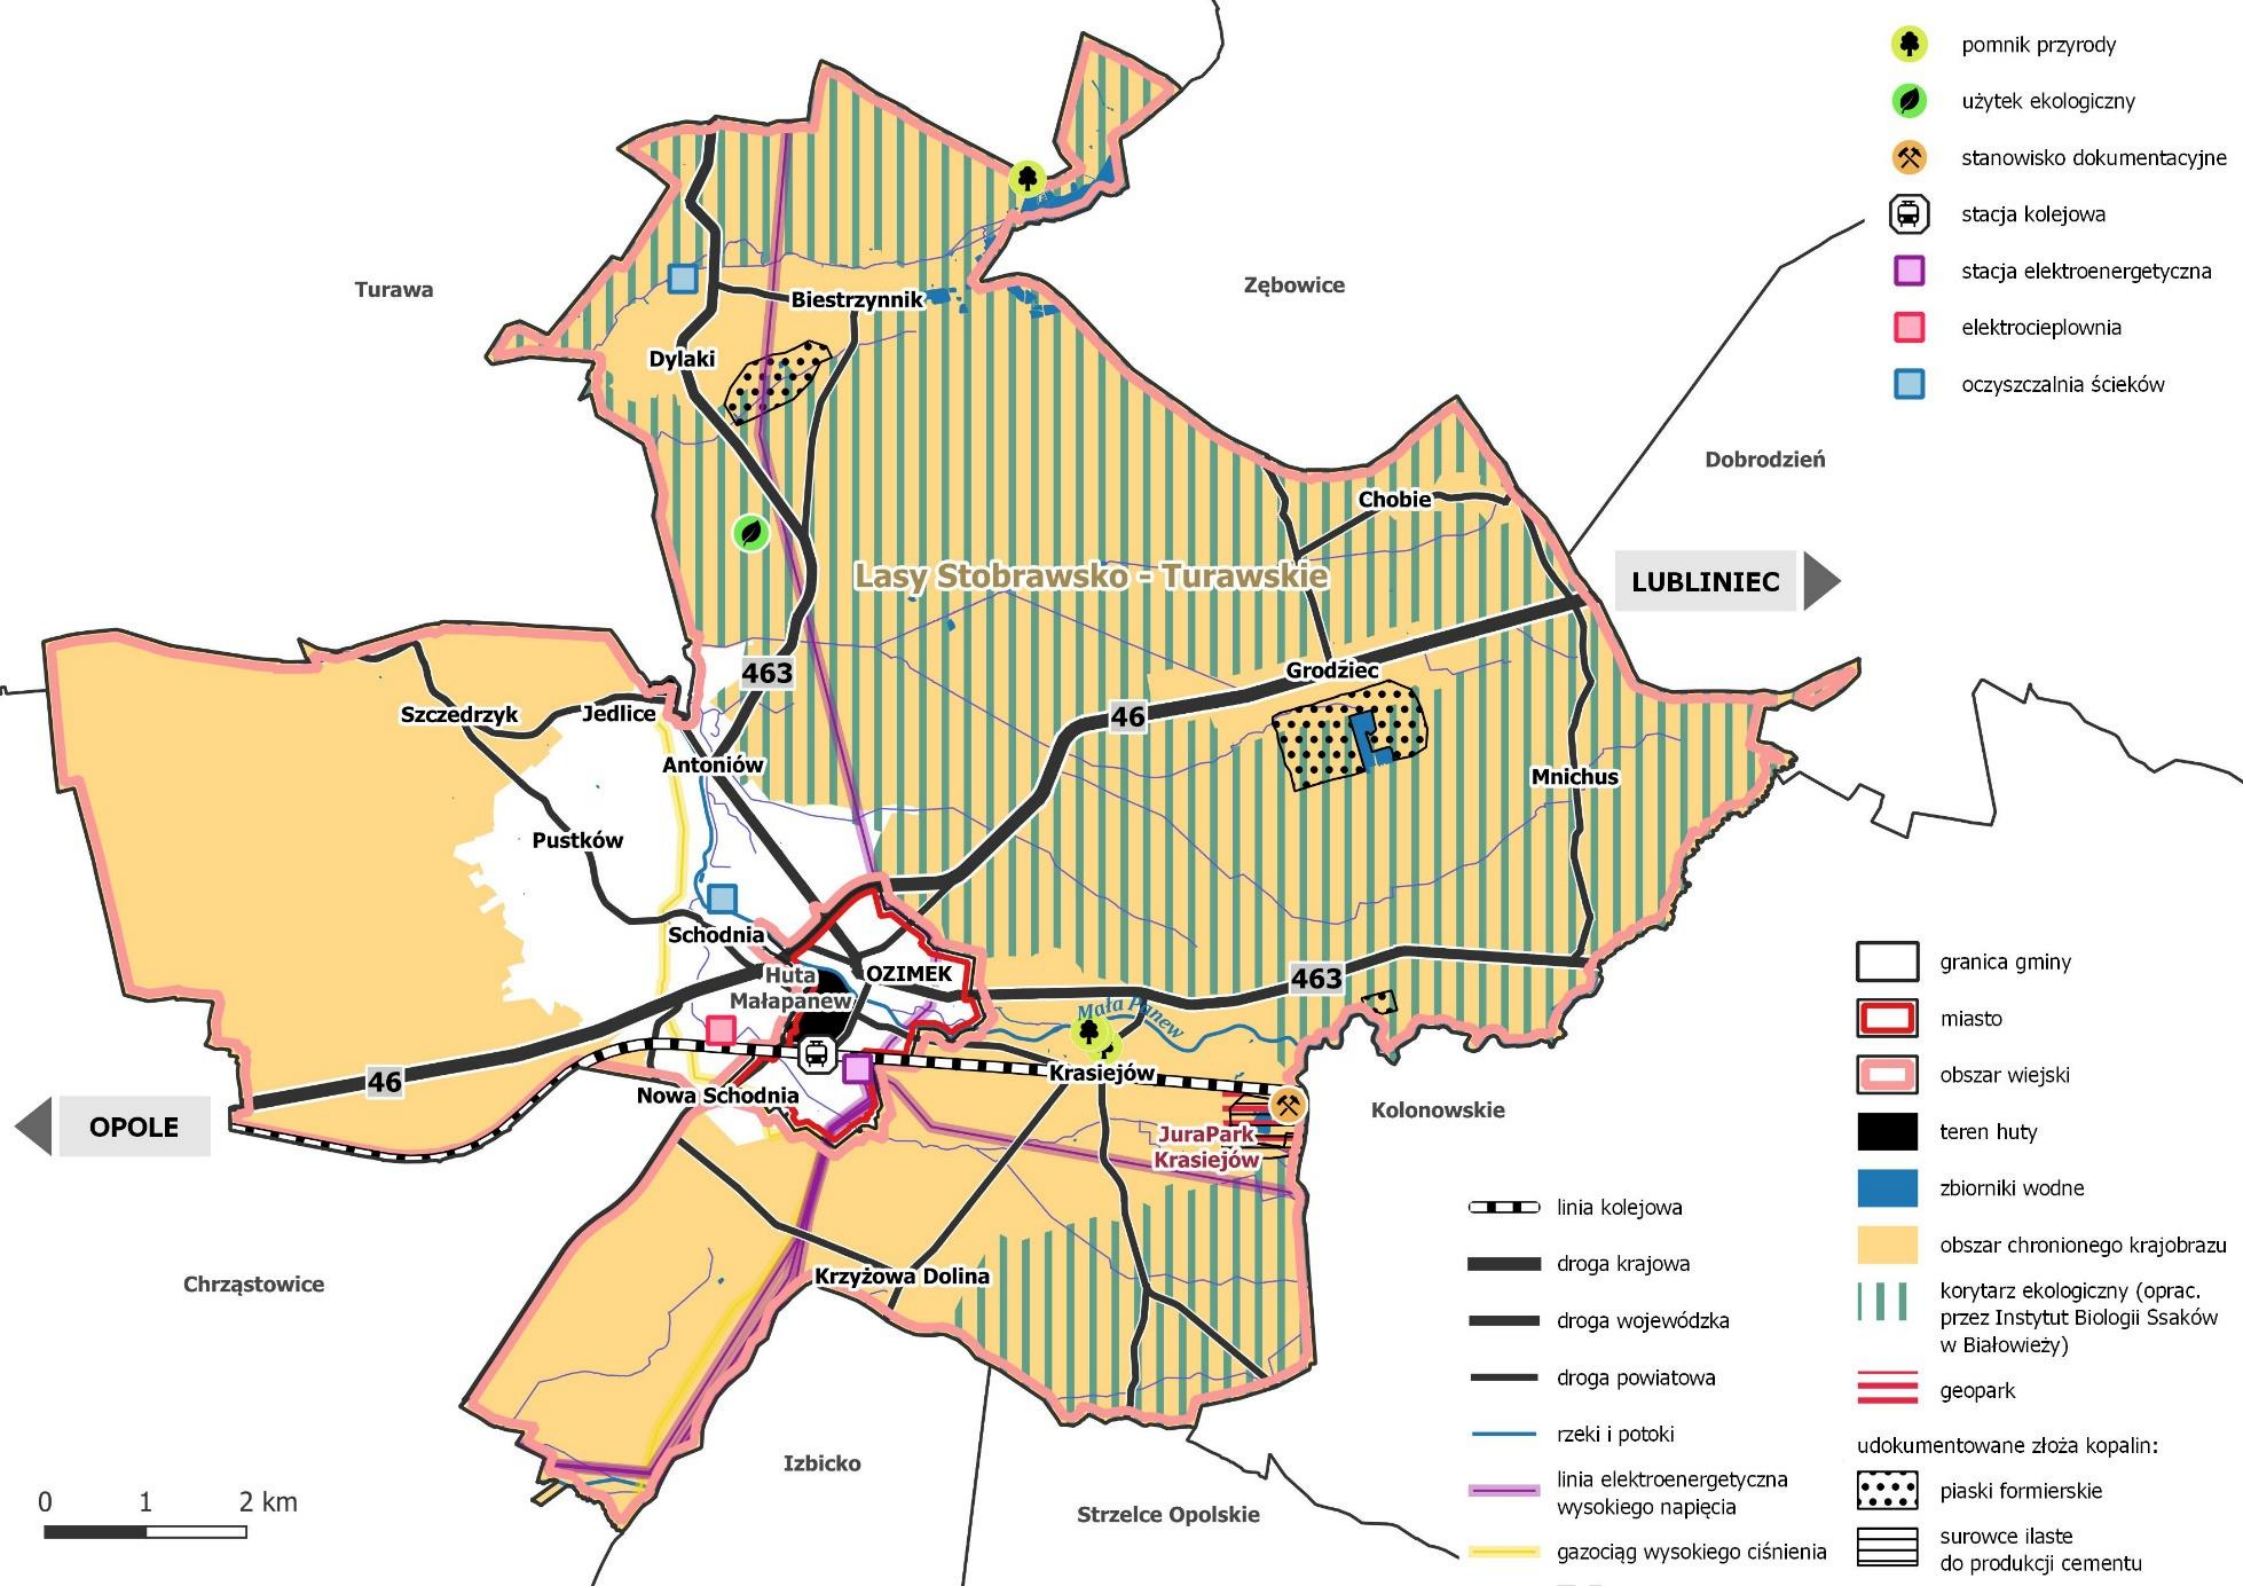 pomnik przyrody
użytek ekologiczny
stanowisko dokumentacyjne
stacja kolejowa
stacja elektroenergetyczna
elektrociepłownia
oczyszczalnia ścieków
Turawa
Zębowice
Biestrzynnik
Dylaki
Dobrodzień
Chobie
Lasy Stobrawsko - Turawskie
LUBLINIEC
463
Grodziec
Szczedrzyk
Jedlice
46
Antoniów
Mnichus
Pustków
Schodnia
OZIMEK
Huta
Małapanew
463
Mała Panew
Krasiejów
46
Nowa Schodnia
OPOLE
Kolonowskie
JuraPark
Krasiejów
Chrząstowice
Krzyżowa Dolina
Izbicko
Strzelce Opolskie
0 1 2 km
granica gminy
miasto
obszar wiejski
teren huty
zbiorniki wodne
obszar chronionego krajobrazu
korytarz ekologiczny (oprac.
przez Instytut Biologii Ssaków
w Białowieży)
geopark
udokumentowane złoża kopalin:
piaski formierskie
surowce ilaste
do produkcji cementu
linia kolejowa
droga krajowa
droga wojewódzka
droga powiatowa
rzeki i potoki
linia elektroenergetyczna
wysokiego napięcia
gazociąg wysokiego ciśnienia